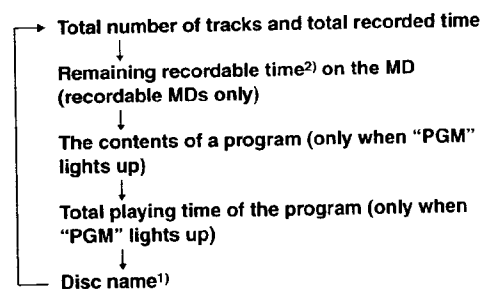 Total number of tracks and total recorded time
Remaining recordable time2) on the MD
(recordable MDs only)
The contents of a program (only when “PGM”
lights up)
Total playing time of the program (only when
“PGM” lights up)
Disc name1)